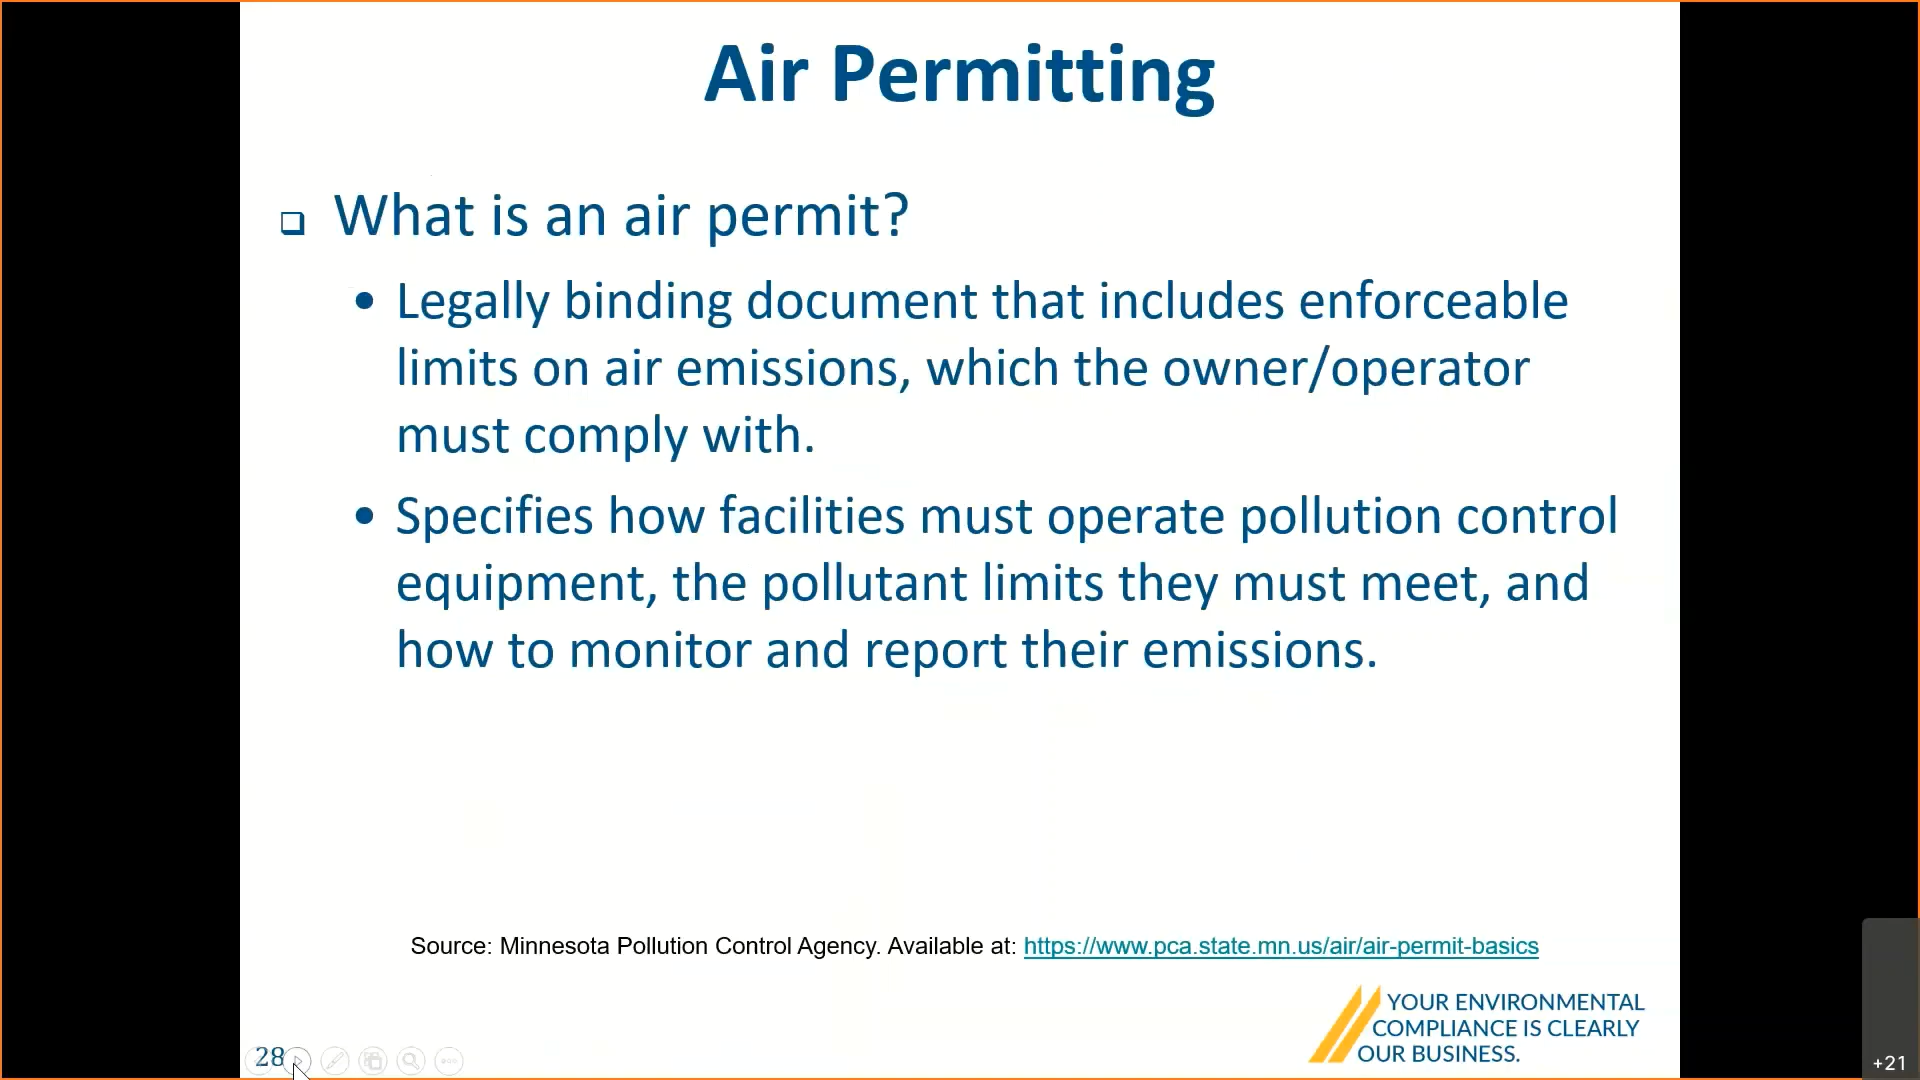 Air Permitting
What is an air permit?
• Legally binding document that includes enforceable
limits on air emissions, which the owner/operator
must comply with.
• Specifies how facilities must operate pollution control
equipment, the pollutant limits they must meet, and
how to monitor and report their emissions.
Source: Minnesota Pollution Control Agency. Available at: https://www.pca.state.mn.us/air/air-permit-basics
YOUR ENVIRONMENTAL
COMPLIANCE IS CLEARLY
OUR BUSINESS.
28
+21